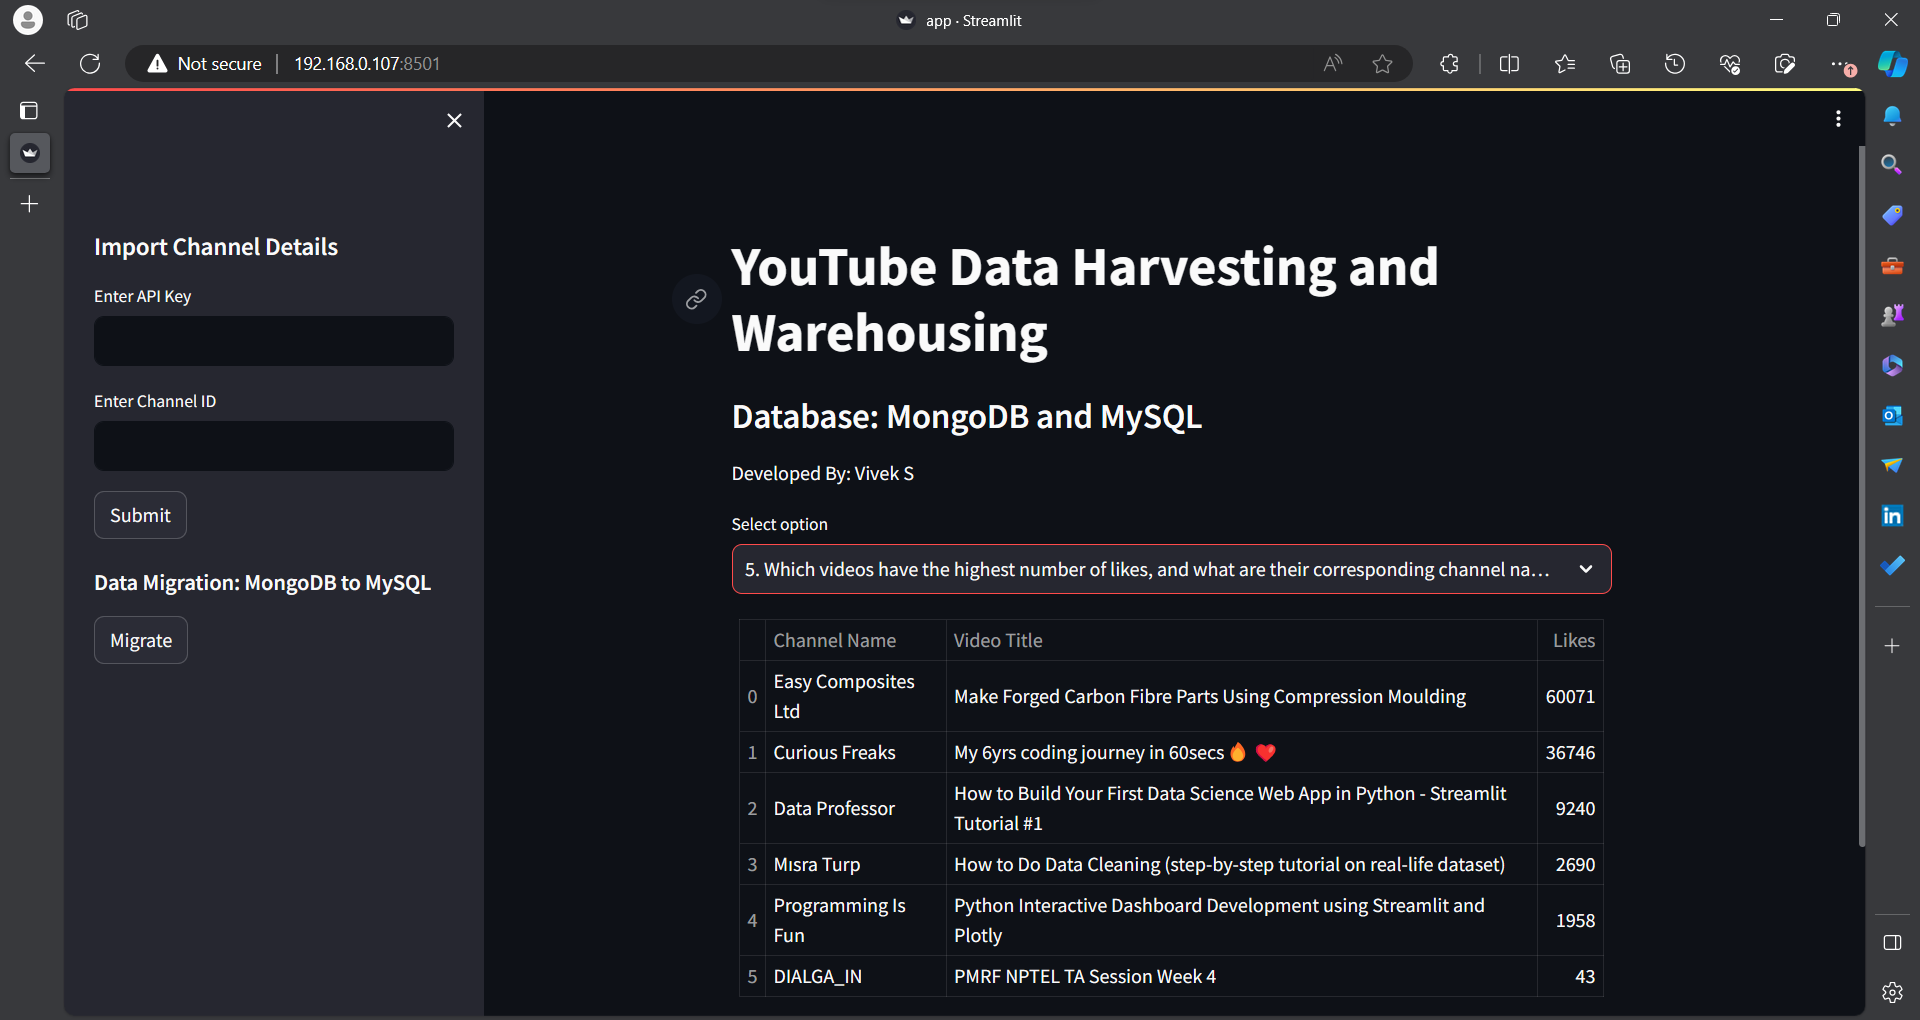 app · Streamlit
Not secure
192.168.0.107:8501
Import Channel Details
Enter API Key
Enter Channel ID
Submit
Data Migration: MongoDB to MySQL
Migrate
YouTube Data Harvesting and
Warehousing
Database: MongoDB and MySQL
Developed By: Vivek S
Select option
5. Which videos have the highest number of likes, and what are their corresponding channel na...
Channel Name Video Title Likes
0 Easy Composites Ltd Make Forged Carbon Fibre Parts Using Compression Moulding 60071
1 Curious Freaks My 6yrs coding journey in 60secs🔥 ❤️ 36746
2 Data Professor How to Build Your First Data Science Web App in Python - Streamlit Tutorial #1 9240
3 Mısra Turp How to Do Data Cleaning (step-by-step tutorial on real-life dataset) 2690
4 Programming Is Fun Python Interactive Dashboard Development using Streamlit and Plotly 1958
5 DIALGA_IN PMRF NPTEL TA Session Week 4 43